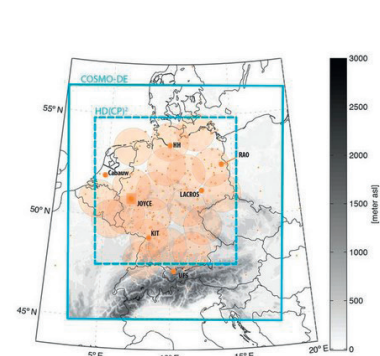 COSMO-DE
HD(CP)²
55° N
50° N
45° N
HH
RAO
Cabauw
LACROS
JOYCE
KIT
UFS
5° E
10° E
15° E
20° E
3000
2500
2000
1500
1000
500
0
[meter asl]